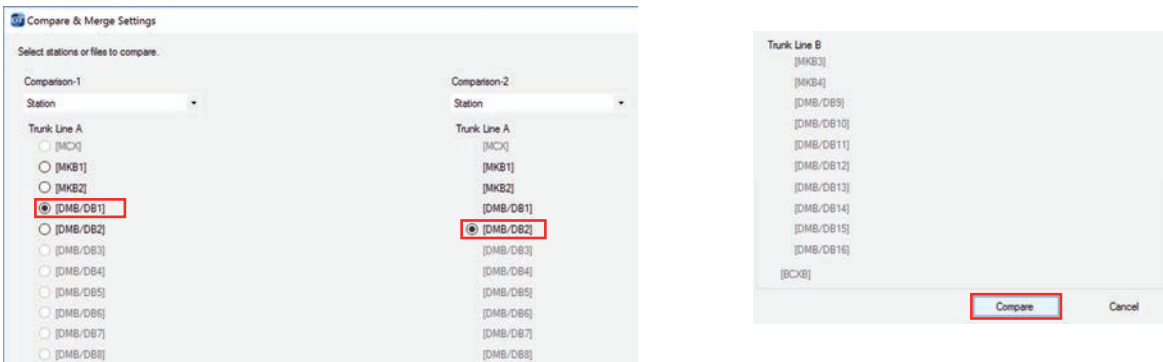 Compare & Merge Settings
Select stations or files to compare.
Comparison-1
Station
Trunk Line A
[MCX]
[MKB1]
[MKB2]
[DMB/DB1]
[DMB/DB2]
[DMB/DB3]
[DMB/DB4]
[DMB/DB5]
[DMB/DB6]
[DMB/DB7]
[DMB/DB8]
Comparison-2
Station
Trunk Line A
[MCX]
[MKB1]
[MKB2]
[DMB/DB1]
[DMB/DB2]
[DMB/DB3]
[DMB/DB4]
[DMB/DB5]
[DMB/DB6]
[DMB/DB7]
[DMB/DB8]
Trunk Line B
[MKB3]
[MKB4]
[DMB/DB9]
[DMB/DB10]
[DMB/DB11]
[DMB/DB12]
[DMB/DB13]
[DMB/DB14]
[DMB/DB15]
[DMB/DB16]
[BCXB]
Compare
Cancel